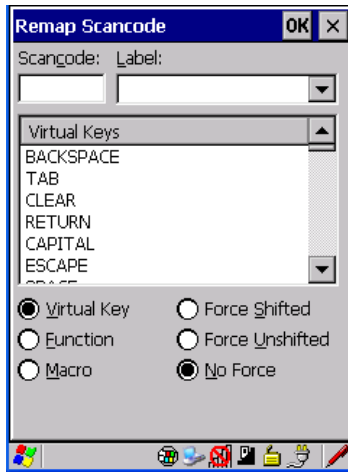 Remap Scancode OK
Scancode: Label:
Virtual Keys
BACKSPACE
TAB
CLEAR
RETURN
CAPITAL
ESCAPE
Virtual Key Force Shifted
Function Force Unshifted
Macro No Force